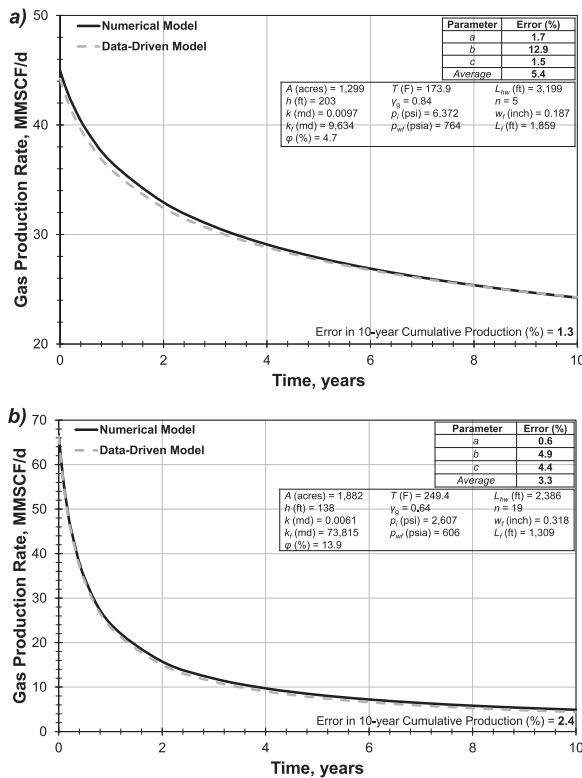 a)
50
40
30
20
Gas Production Rate, MMSCF/d
Numerical Model
Data-Driven Model
Parameter Error (%)
a 1.7
b 12.9
c 1.5
Average 5.4
A (acres) = 1,299 T (F) = 173.9 Lhw (ft) = 3,199
h (ft) = 203 γg = 0.84 n = 5
k (md) = 0.0097 pi (psi) = 6,372 wf (inch) = 0.187
kf (md) = 9,634 pwf (psia) = 764 Lf (ft) = 1,859
φ (%) = 4.7
Error in 10-year Cumulative Production (%) = 1.3
0 2 4 6 8 10
Time, years
b)
70
60
50
40
30
20
10
0
Gas Production Rate, MMSCF/d
Numerical Model
Data-Driven Model
Parameter Error (%)
a 0.6
b 4.9
c 4.4
Average 3.3
A (acres) = 1,882 T (F) = 249.4 Lhw (ft) = 2,386
h (ft) = 138 γg = 0.64 n = 19
k (md) = 0.0061 pi (psi) = 2,607 wf (inch) = 0.318
kf (md) = 73,815 pwf (psia) = 606 Lf (ft) = 1,309
φ (%) = 13.9
Error in 10-year Cumulative Production (%) = 2.4
0 2 4 6 8 10
Time, years